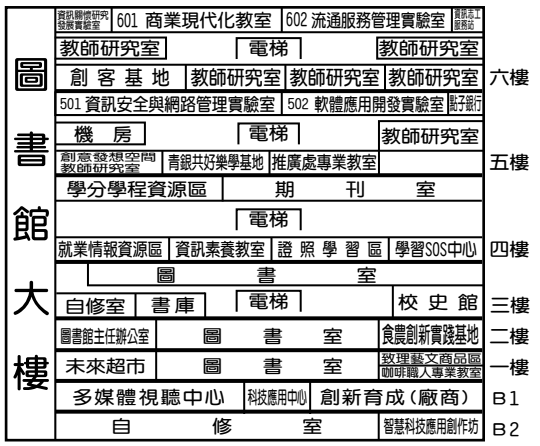 圖書館大樓
資訊關懷研究發展實驗室 601 商業現代化教室 602 流通服務管理實驗室 資訊志工服務站
教師研究室 電梯 教師研究室
創客基地 教師研究室 教師研究室 教師研究室 六樓
501 資訊安全與網路管理實驗室 502 軟體應用開發實驗室 點子銀行
機房 電梯 教師研究室
創意發想空間教師研究室 青銀共好樂學基地 推廣處專業教室 五樓
學分學程資源區 期刊室
電梯
就業情報資源區 資訊素養教室 證照學習區 學習SOS中心 四樓
圖書室
自修室 書庫 電梯 校史館 三樓
圖書館主任辦公室 圖書室 食農創新實踐基地 二樓
未來超市 圖書室 致理藝文商品區 咖啡職人專業教室 一樓
多媒體視聽中心 科技應用中心 創新育成(廠商) B1
自修室 智慧科技應用創作坊 B2